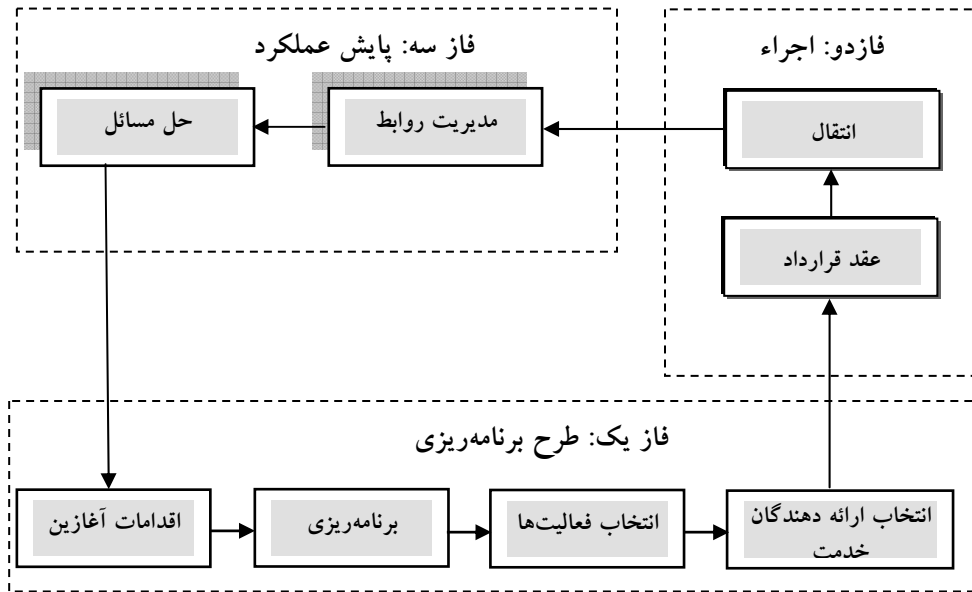 فازدو: اجراء
فاز سه: پایش عملکرد
انتقال
مدیریت روابط
حل مسائل
عقد قرارداد
فاز یک: طرح برنامه‌ریزی
انتخاب ارائه دهندگان
خدمت
انتخاب فعالیت‌ها
برنامه‌ریزی
اقدامات آغازین